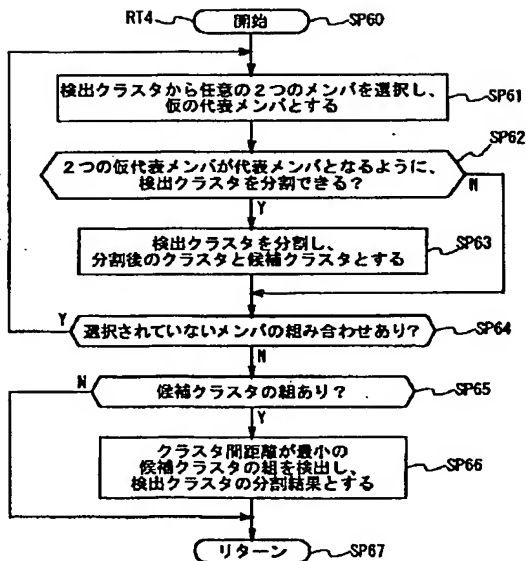 RT4
開始
SP60
検出クラスタから任意の2つのメンバを選択し、
仮の代表メンバとする
SP61
SP62
2つの仮代表メンバが代表メンバとなるように、
検出クラスタを分割できる?
N
Y
検出クラスタを分割し、
分割後のクラスタと候補クラスタとする
SP63
Y
選択されていないメンバの組み合わせあり?
SP64
N
N
候補クラスタの組あり?
SP65
Y
クラスタ間距離が最小の
候補クラスタの組を検出し、
検出クラスタの分割結果とする
SP66
リターン
SP67